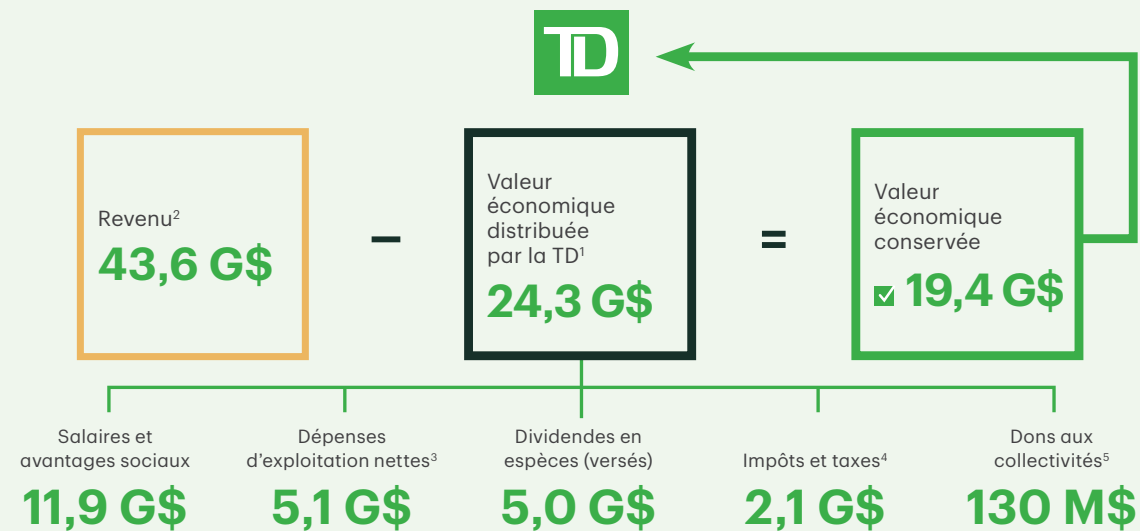 TD
Revenu²
43,6 G$
–
Valeur
économique
distribuée
par la TD¹
24,3 G$
=
Valeur
économique
conservée
19,4 G$
Salaires et
avantages sociaux
11,9 G$
Dépenses
d'exploitation nettes³
5,1 G$
Dividendes en
espèces (versés)
5,0 G$
Impôts et taxes⁴
2,1 G$
Dons aux
collectivités⁵
130 M$